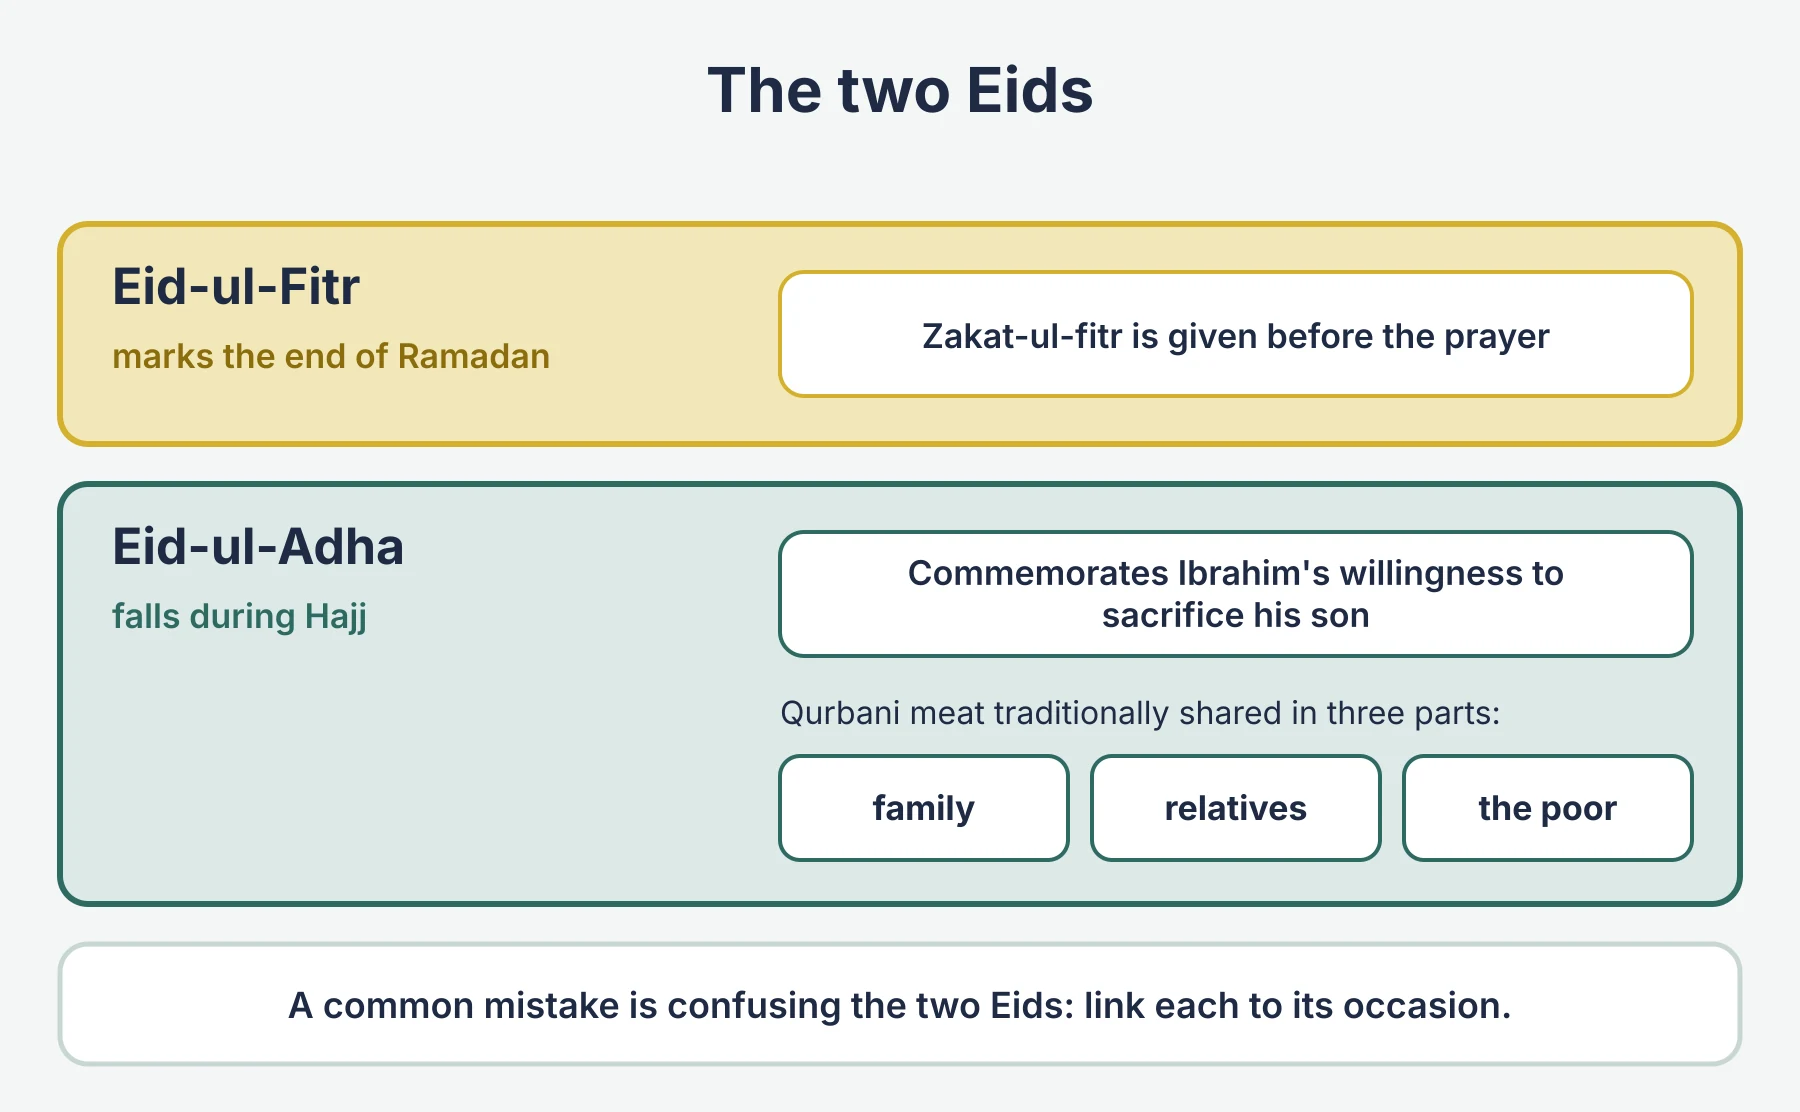 The two Eids
Eid-ul-Fitr
marks the end of Ramadan
Zakat-ul-fitr is given before the prayer
Eid-ul-Adha
falls during Hajj
Commemorates Ibrahim's willingness to
sacrifice his son
Qurbani meat traditionally shared in three parts:
family
relatives
the poor
A common mistake is confusing the two Eids: link each to its occasion.